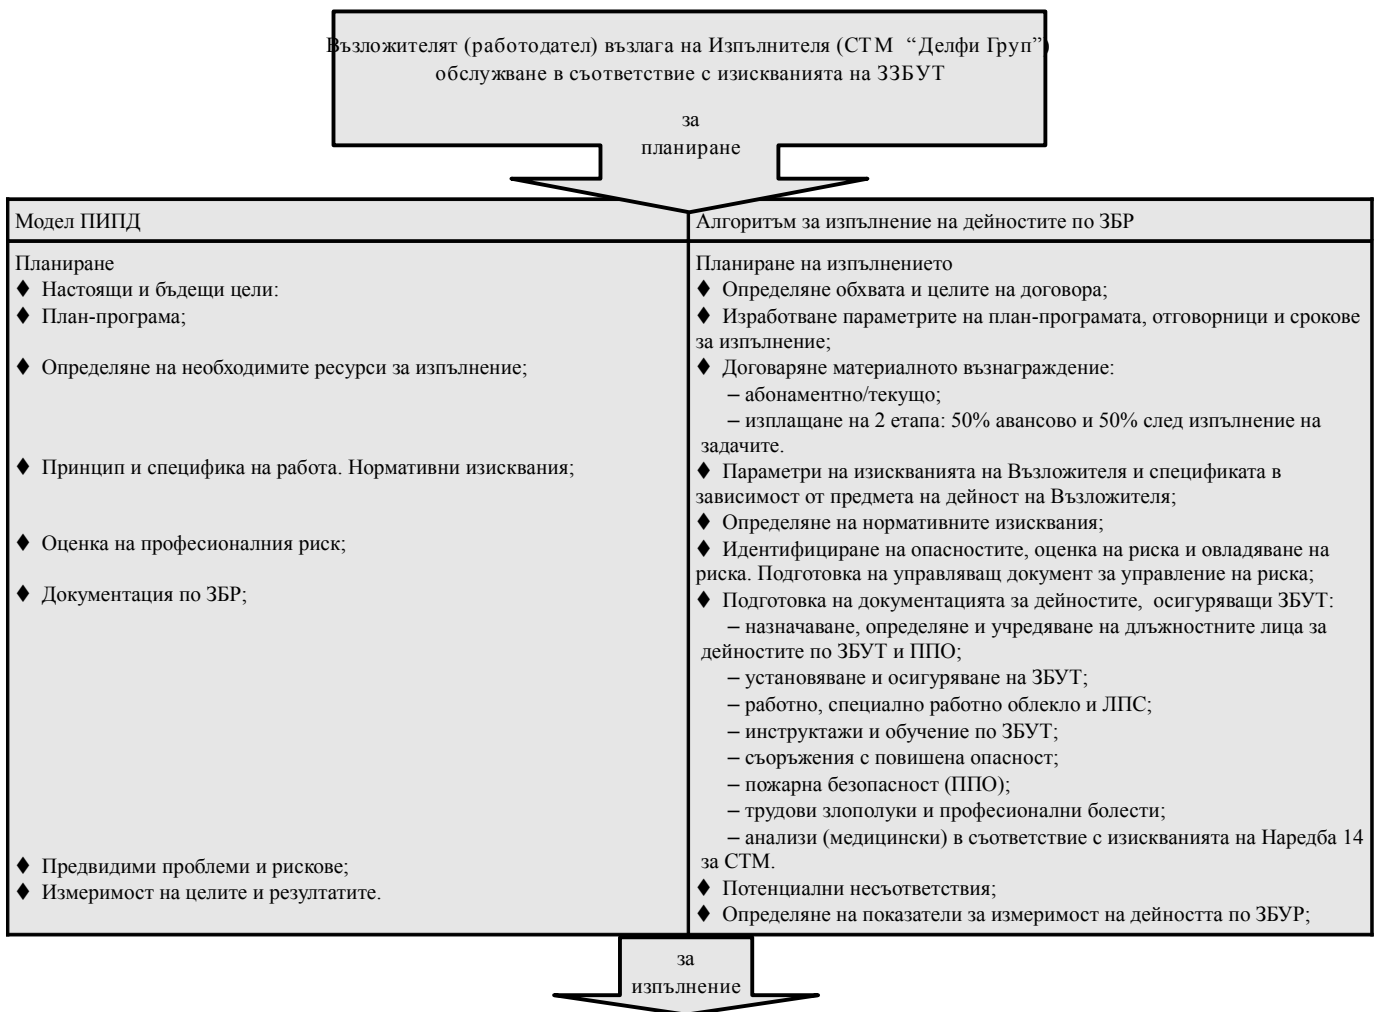 Възложителят (работодател) възлага на Изпълнителя (СТМ “Делфи Груп”)
обслужване в съответствие с изискванията на ЗЗБУТ
за
планиране
Модел ПИПД
Планиране
♦ Настоящи и бъдещи цели:
♦ План-програма;
♦ Определяне на необходимите ресурси за изпълнение;
♦ Принцип и специфика на работа. Нормативни изисквания;
♦ Оценка на професионалния риск;
♦ Документация по ЗБР;
♦ Предвидими проблеми и рискове;
♦ Измеримост на целите и резултатите.
Алгоритъм за изпълнение на дейностите по ЗБР
Планиране на изпълнението
♦ Определяне обхвата и целите на договора;
♦ Изработване параметрите на план-програмата, отговорници и срокове
за изпълнение;
♦ Договаряне материалното възнаграждение:
– абонаментно/текущо;
– изплащане на 2 етапа: 50% авансово и 50% след изпълнение на
задачите.
♦ Параметри на изискванията на Възложителя и спецификата в
зависимост от предмета на дейност на Възложителя;
♦ Определяне на нормативните изисквания;
♦ Идентифициране на опасностите, оценка на риска и овладяване на
риска. Подготовка на управляващ документ за управление на риска;
♦ Подготовка на документацията за дейностите, осигуряващи ЗБУТ:
– назначаване, определяне и учредяване на длъжностните лица за
дейностите по ЗБУТ и ППО;
– установяване и осигуряване на ЗБУТ;
– работно, специално работно облекло и ЛПС;
– инструктажи и обучение по ЗБУТ;
– съоръжения с повишена опасност;
– пожарна безопасност (ППО);
– трудови злополуки и професионални болести;
– анализи (медицински) в съответствие с изискванията на Наредба 14
за СТМ.
♦ Потенциални несъответствия;
♦ Определяне на показатели за измеримост на дейността по ЗБУР;
за
изпълнение